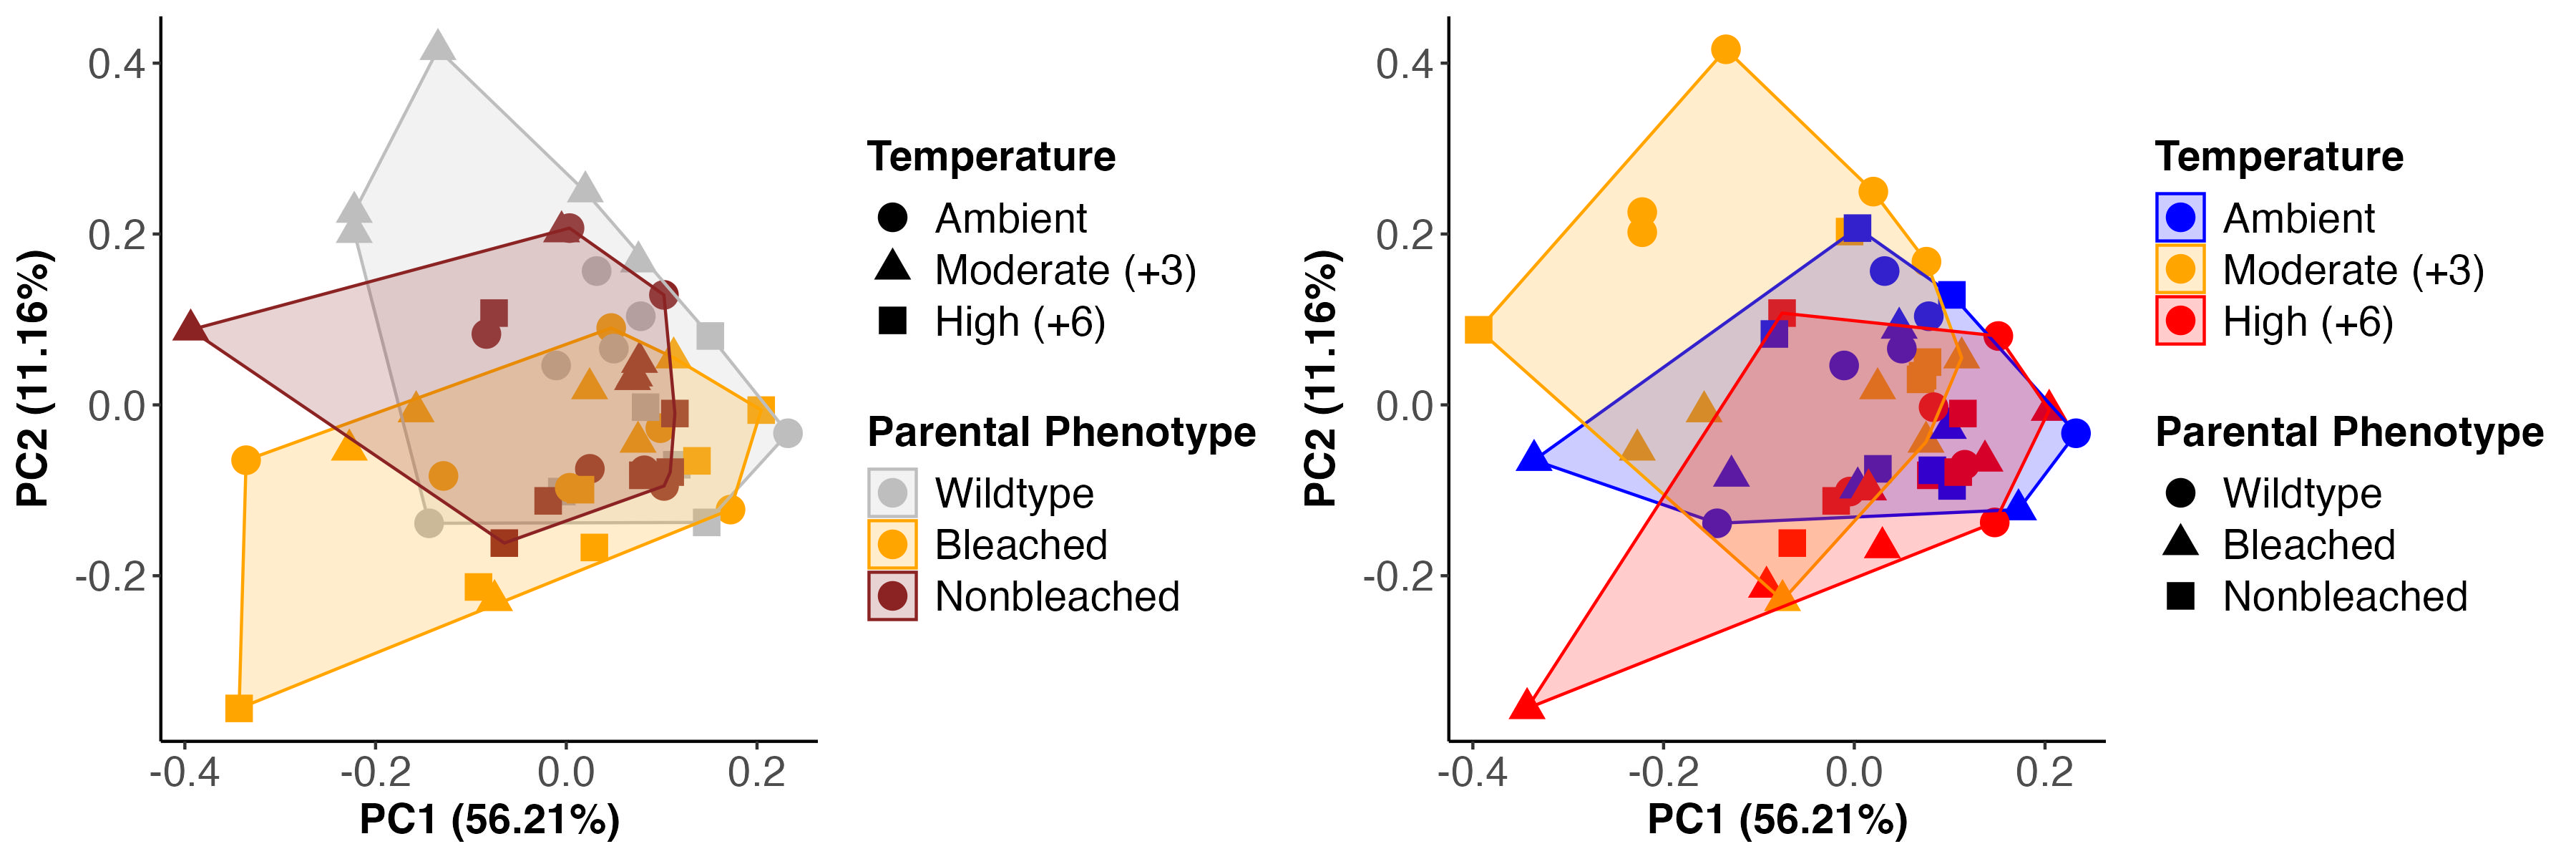 0.4
0.2
0.0
-0.2
PC2 (11.16%)
-0.4 -0.2 0.0 0.2
PC1 (56.21%)
Temperature
Ambient
Moderate (+3)
High (+6)
Parental Phenotype
Wildtype
Bleached
Nonbleached
0.4
0.2
0.0
-0.2
PC2 (11.16%)
-0.4 -0.2 0.0 0.2
PC1 (56.21%)
Temperature
Ambient
Moderate (+3)
High (+6)
Parental Phenotype
Wildtype
Bleached
Nonbleached